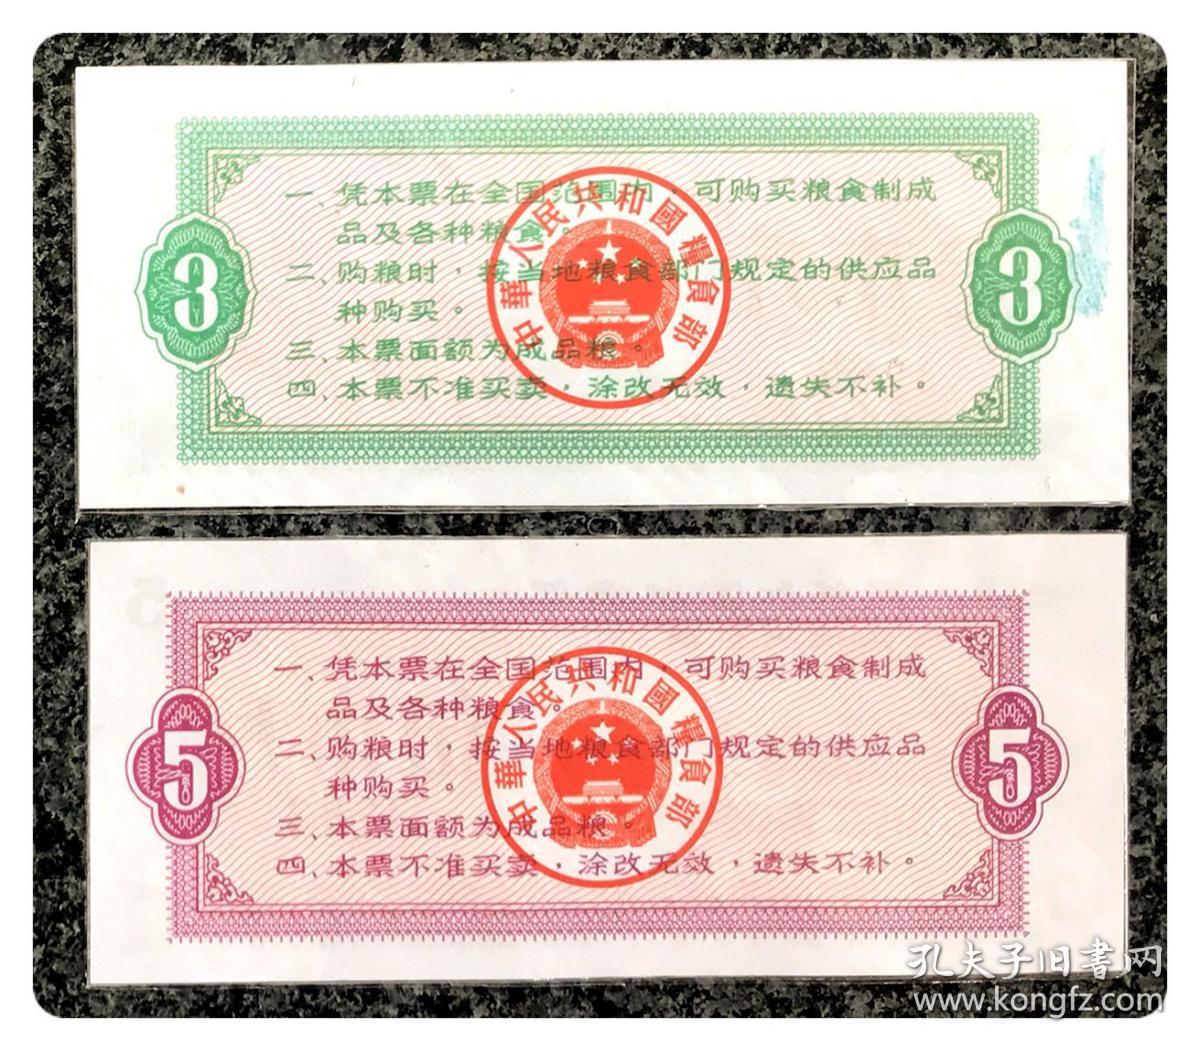 一、凭本票在全国范围内，可购买粮食制成
品及各种粮食。
二、购粮时，按当地粮食部门规定的供应品
种购买。
三、本票面额为成品粮。
四、本票不准买卖，涂改无效，遗失不补。
3
3
中華人民共和國糧食部
一、凭本票在全国范围内，可购买粮食制成
品及各种粮食。
二、购粮时，按当地粮食部门规定的供应品
种购买。
三、本票面额为成品粮。
四、本票不准买卖，涂改无效，遗失不补。
5
5
中華人民共和國糧食部
孔夫子旧書网
www.kongfz.com